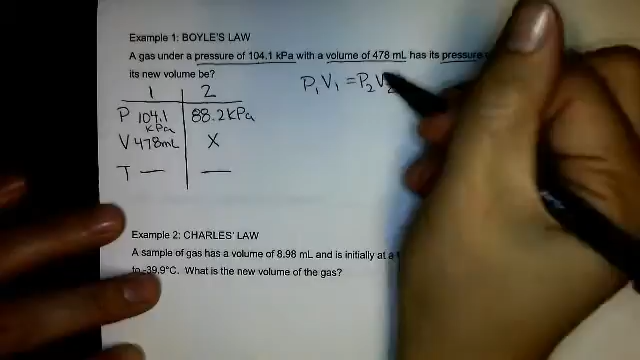 Example 1: BOYLE'S LAW
A gas under a pressure of 104.1 kPa with a volume of 478 mL has its pressure
its new volume be?
P₁V₁ = P₂V₂
1 2
P 104.1 kPa 88.2 kPa
V 478 mL X
T — —
Example 2: CHARLES' LAW
A sample of gas has a volume of 8.98 mL and is initially at a
to -39.9°C. What is the new volume of the gas?